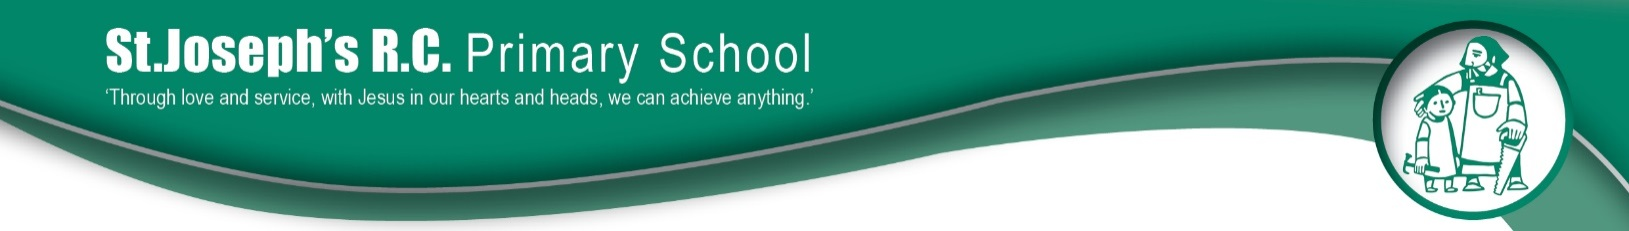 St.Joseph’s R.C. Primary School
‘Through love and service, with Jesus in our hearts and heads, we can achieve anything.’